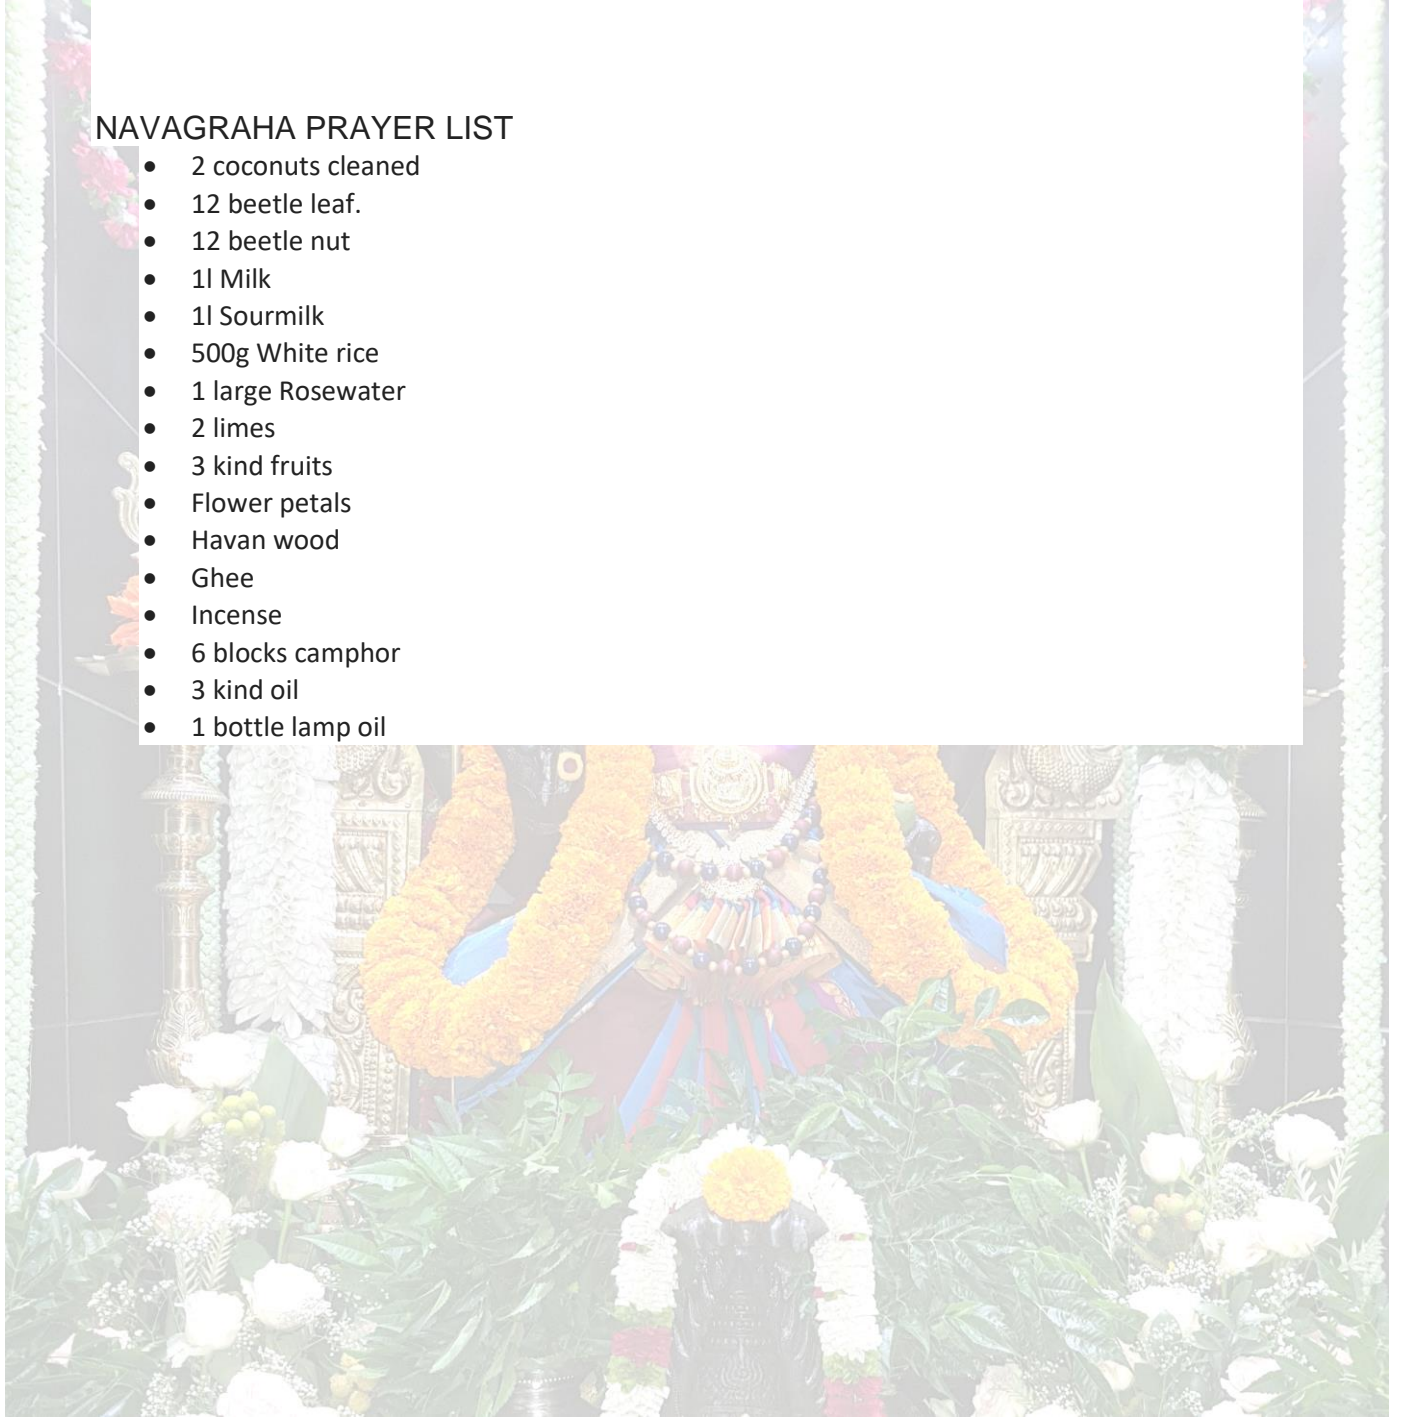 NAVAGRAHA PRAYER LIST
• 2 coconuts cleaned
• 12 beetle leaf.
• 12 beetle nut
• 1l Milk
• 1l Sourmilk
• 500g White rice
• 1 large Rosewater
• 2 limes
• 3 kind fruits
• Flower petals
• Havan wood
• Ghee
• Incense
• 6 blocks camphor
• 3 kind oil
• 1 bottle lamp oil